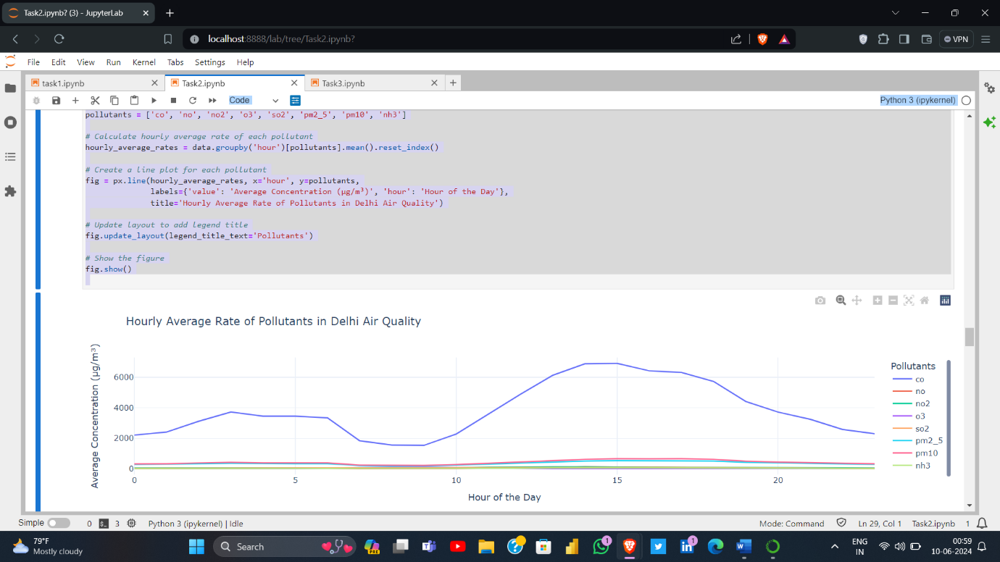 Task2.ipynb? (3) - JupyterLab
localhost:8888/lab/tree/Task2.ipynb?
VPN
File Edit View Run Kernel Tabs Settings Help
task1.ipynb Task2.ipynb Task3.ipynb
Code Python 3 (ipykernel)
pollutants = ['co', 'no', 'no2', 'o3', 'so2', 'pm2_5', 'pm10', 'nh3']
# Calculate hourly average rate of each pollutant
hourly_average_rates = data.groupby('hour')[pollutants].mean().reset_index()
# Create a line plot for each pollutant
fig = px.line(hourly_average_rates, x='hour', y=pollutants,
labels={'value': 'Average Concentration (µg/m³)', 'hour': 'Hour of the Day'},
title='Hourly Average Rate of Pollutants in Delhi Air Quality')
# Update layout to add legend title
fig.update_layout(legend_title_text='Pollutants')
# Show the figure
fig.show()
Hourly Average Rate of Pollutants in Delhi Air Quality
Average Concentration (µg/m³)
6000
4000
2000
0
0 5 10 15 20
Hour of the Day
Pollutants
co
no
no2
o3
so2
pm2_5
pm10
nh3
Simple 0 $_ 3 Python 3 (ipykernel) | Idle Mode: Command Ln 29, Col 1 Task2.ipynb 1
79°F
Mostly cloudy
Search
PRE
1
1
ENG
IN
00:59
10-06-2024